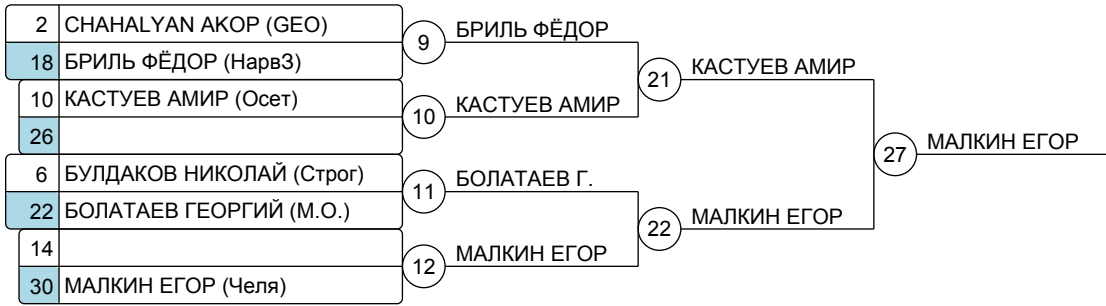 2 CHAHALYAN AKOP (GEO)
18 БРИЛЬ ФЁДОР (Нарв3)
10 КАСТУЕВ АМИР (Осет)
26
6 БУЛДАКОВ НИКОЛАЙ (Строг)
22 БОЛАТАЕВ ГЕОРГИЙ (М.О.)
14
30 МАЛКИН ЕГОР (Челя)
9 БРИЛЬ ФЁДОР
10 КАСТУЕВ АМИР
11 БОЛАТАЕВ Г.
12 МАЛКИН ЕГОР
21 КАСТУЕВ АМИР
22 МАЛКИН ЕГОР
27 МАЛКИН ЕГОР